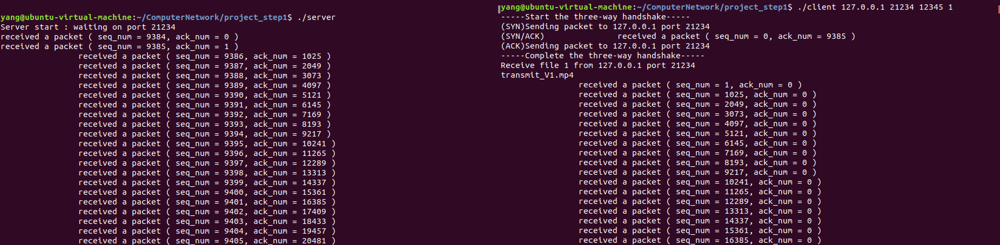 yang@ubuntu-virtual-machine:~/ComputerNetwork/project_step1$ ./server
Server start : waiting on port 21234
received a packet ( seq_num = 9384, ack_num = 0 )
received a packet ( seq_num = 9385, ack_num = 1 )
received a packet ( seq_num = 9386, ack_num = 1025 )
received a packet ( seq_num = 9387, ack_num = 2049 )
received a packet ( seq_num = 9388, ack_num = 3073 )
received a packet ( seq_num = 9389, ack_num = 4097 )
received a packet ( seq_num = 9390, ack_num = 5121 )
received a packet ( seq_num = 9391, ack_num = 6145 )
received a packet ( seq_num = 9392, ack_num = 7169 )
received a packet ( seq_num = 9393, ack_num = 8193 )
received a packet ( seq_num = 9394, ack_num = 9217 )
received a packet ( seq_num = 9395, ack_num = 10241 )
received a packet ( seq_num = 9396, ack_num = 11265 )
received a packet ( seq_num = 9397, ack_num = 12289 )
received a packet ( seq_num = 9398, ack_num = 13313 )
received a packet ( seq_num = 9399, ack_num = 14337 )
received a packet ( seq_num = 9400, ack_num = 15361 )
received a packet ( seq_num = 9401, ack_num = 16385 )
received a packet ( seq_num = 9402, ack_num = 17409 )
received a packet ( seq_num = 9403, ack_num = 18433 )
received a packet ( seq_num = 9404, ack_num = 19457 )
received a packet ( seq_num = 9405, ack_num = 20481 )
yang@ubuntu-virtual-machine:~/ComputerNetwork/project_step1$ ./client 127.0.0.1 21234 12345 1
-----Start the three-way handshake-----
(SYN)Sending packet to 127.0.0.1 port 21234
(SYN/ACK) received a packet ( seq_num = 0, ack_num = 9385 )
(ACK)Sending packet to 127.0.0.1 port 21234
-----Complete the three-way handshake-----
Receive file 1 from 127.0.0.1 port 21234
transmit_V1.mp4
received a packet ( seq_num = 1, ack_num = 0 )
received a packet ( seq_num = 1025, ack_num = 0 )
received a packet ( seq_num = 2049, ack_num = 0 )
received a packet ( seq_num = 3073, ack_num = 0 )
received a packet ( seq_num = 4097, ack_num = 0 )
received a packet ( seq_num = 5121, ack_num = 0 )
received a packet ( seq_num = 6145, ack_num = 0 )
received a packet ( seq_num = 7169, ack_num = 0 )
received a packet ( seq_num = 8193, ack_num = 0 )
received a packet ( seq_num = 9217, ack_num = 0 )
received a packet ( seq_num = 10241, ack_num = 0 )
received a packet ( seq_num = 11265, ack_num = 0 )
received a packet ( seq_num = 12289, ack_num = 0 )
received a packet ( seq_num = 13313, ack_num = 0 )
received a packet ( seq_num = 14337, ack_num = 0 )
received a packet ( seq_num = 15361, ack_num = 0 )
received a packet ( seq_num = 16385, ack_num = 0 )